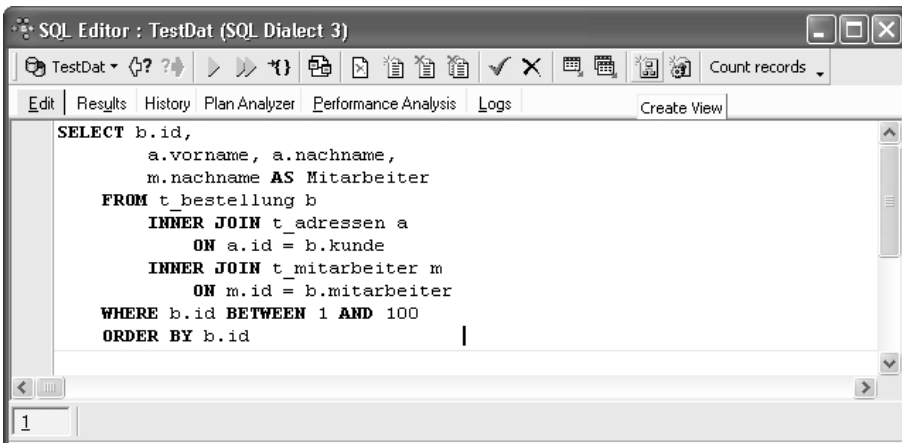 SQL Editor : TestDat (SQL Dialect 3)
TestDat Count records
Edit Results History Plan Analyzer Performance Analysis Logs Create View
SELECT b.id,
a.vorname, a.nachname,
m.nachname AS Mitarbeiter
FROM t_bestellung b
INNER JOIN t_adressen a
ON a.id = b.kunde
INNER JOIN t_mitarbeiter m
ON m.id = b.mitarbeiter
WHERE b.id BETWEEN 1 AND 100
ORDER BY b.id
1